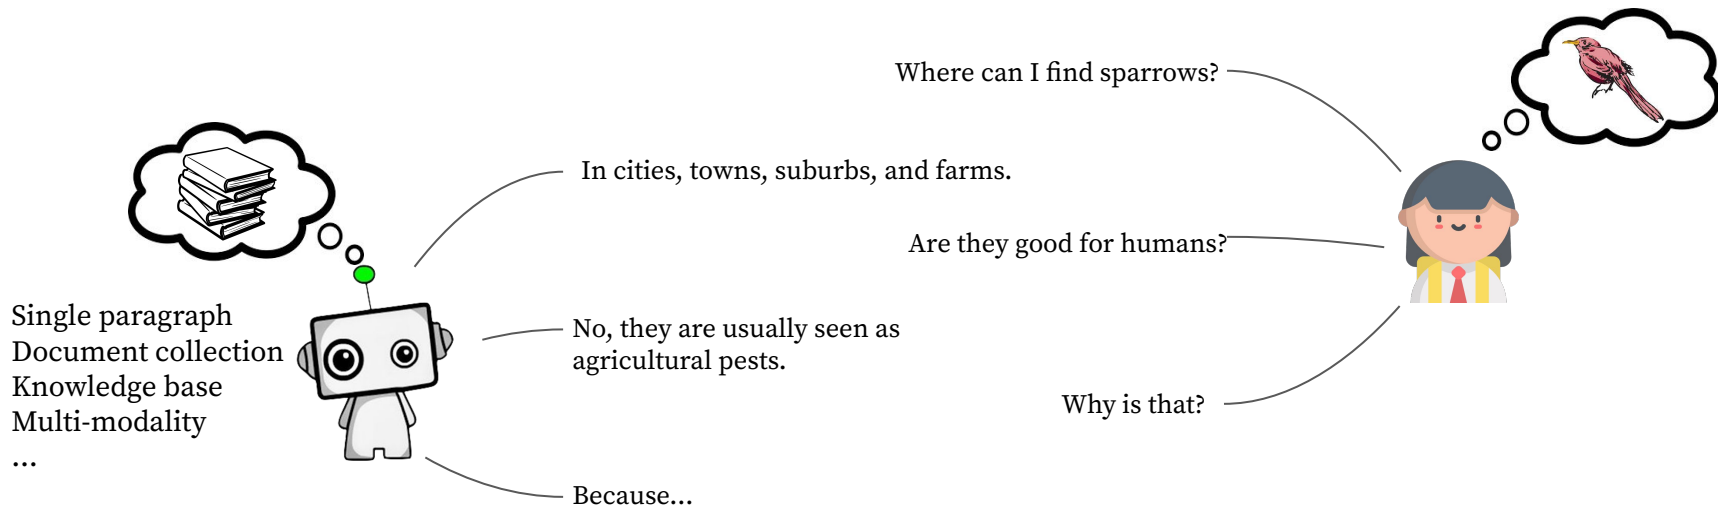 Where can I find sparrows?
In cities, towns, suburbs, and farms.
Are they good for humans?
No, they are usually seen as
agricultural pests.
Why is that?
Because...
Single paragraph
Document collection
Knowledge base
Multi-modality
...